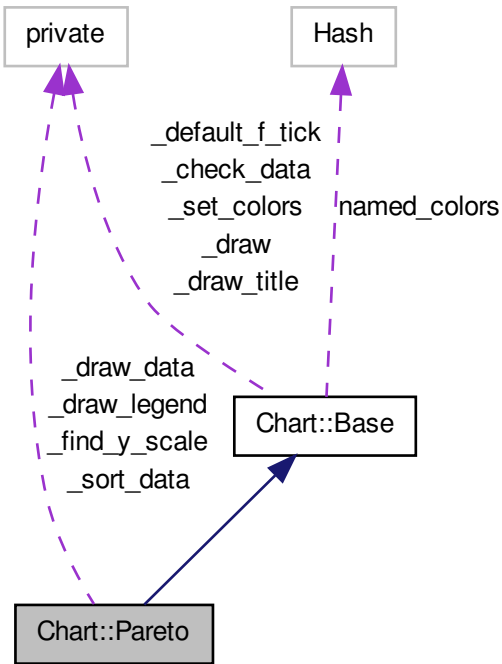 private
Hash
_default_f_tick
_check_data
_set_colors
_draw
_draw_title
named_colors
_draw_data
_draw_legend
_find_y_scale
_sort_data
Chart::Base
Chart::Pareto